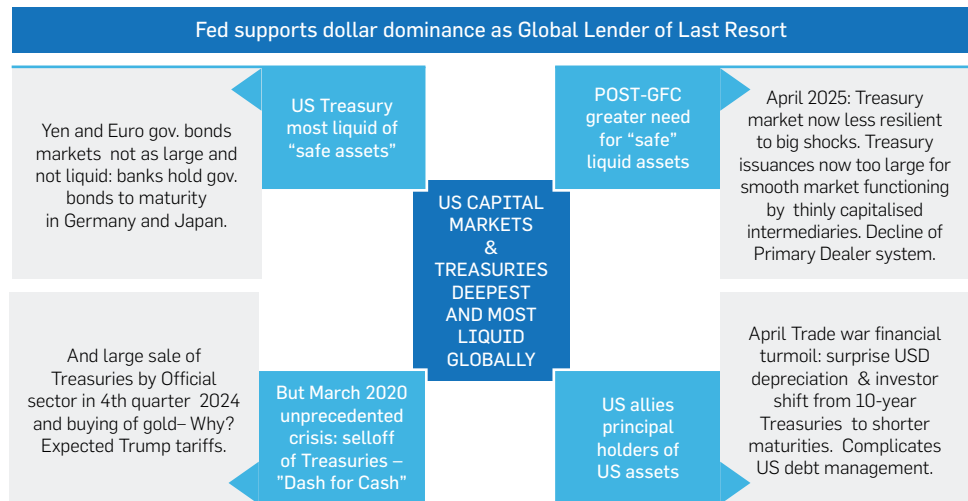 Fed supports dollar dominance as Global Lender of Last Resort
Yen and Euro gov. bonds
markets not as large and
not liquid: banks hold gov.
bonds to maturity
in Germany and Japan.
US Treasury
most liquid of
“safe assets”
POST-GFC
greater need
for “safe”
liquid assets
April 2025: Treasury
market now less resilient
to big shocks. Treasury
issuances now too large for
smooth market functioning
by thinly capitalised
intermediaries. Decline of
Primary Dealer system.
US CAPITAL
MARKETS
&
TREASURIES
DEEPEST
AND MOST
LIQUID
GLOBALLY
And large sale of
Treasuries by Official
sector in 4th quarter 2024
and buying of gold– Why?
Expected Trump tariffs.
But March 2020
unprecedented
crisis: selloff
of Treasuries –
"Dash for Cash”
US allies
principal
holders of
US assets
April Trade war financial
turmoil: surprise USD
depreciation & investor
shift from 10-year
Treasuries to shorter
maturities. Complicates
US debt management.